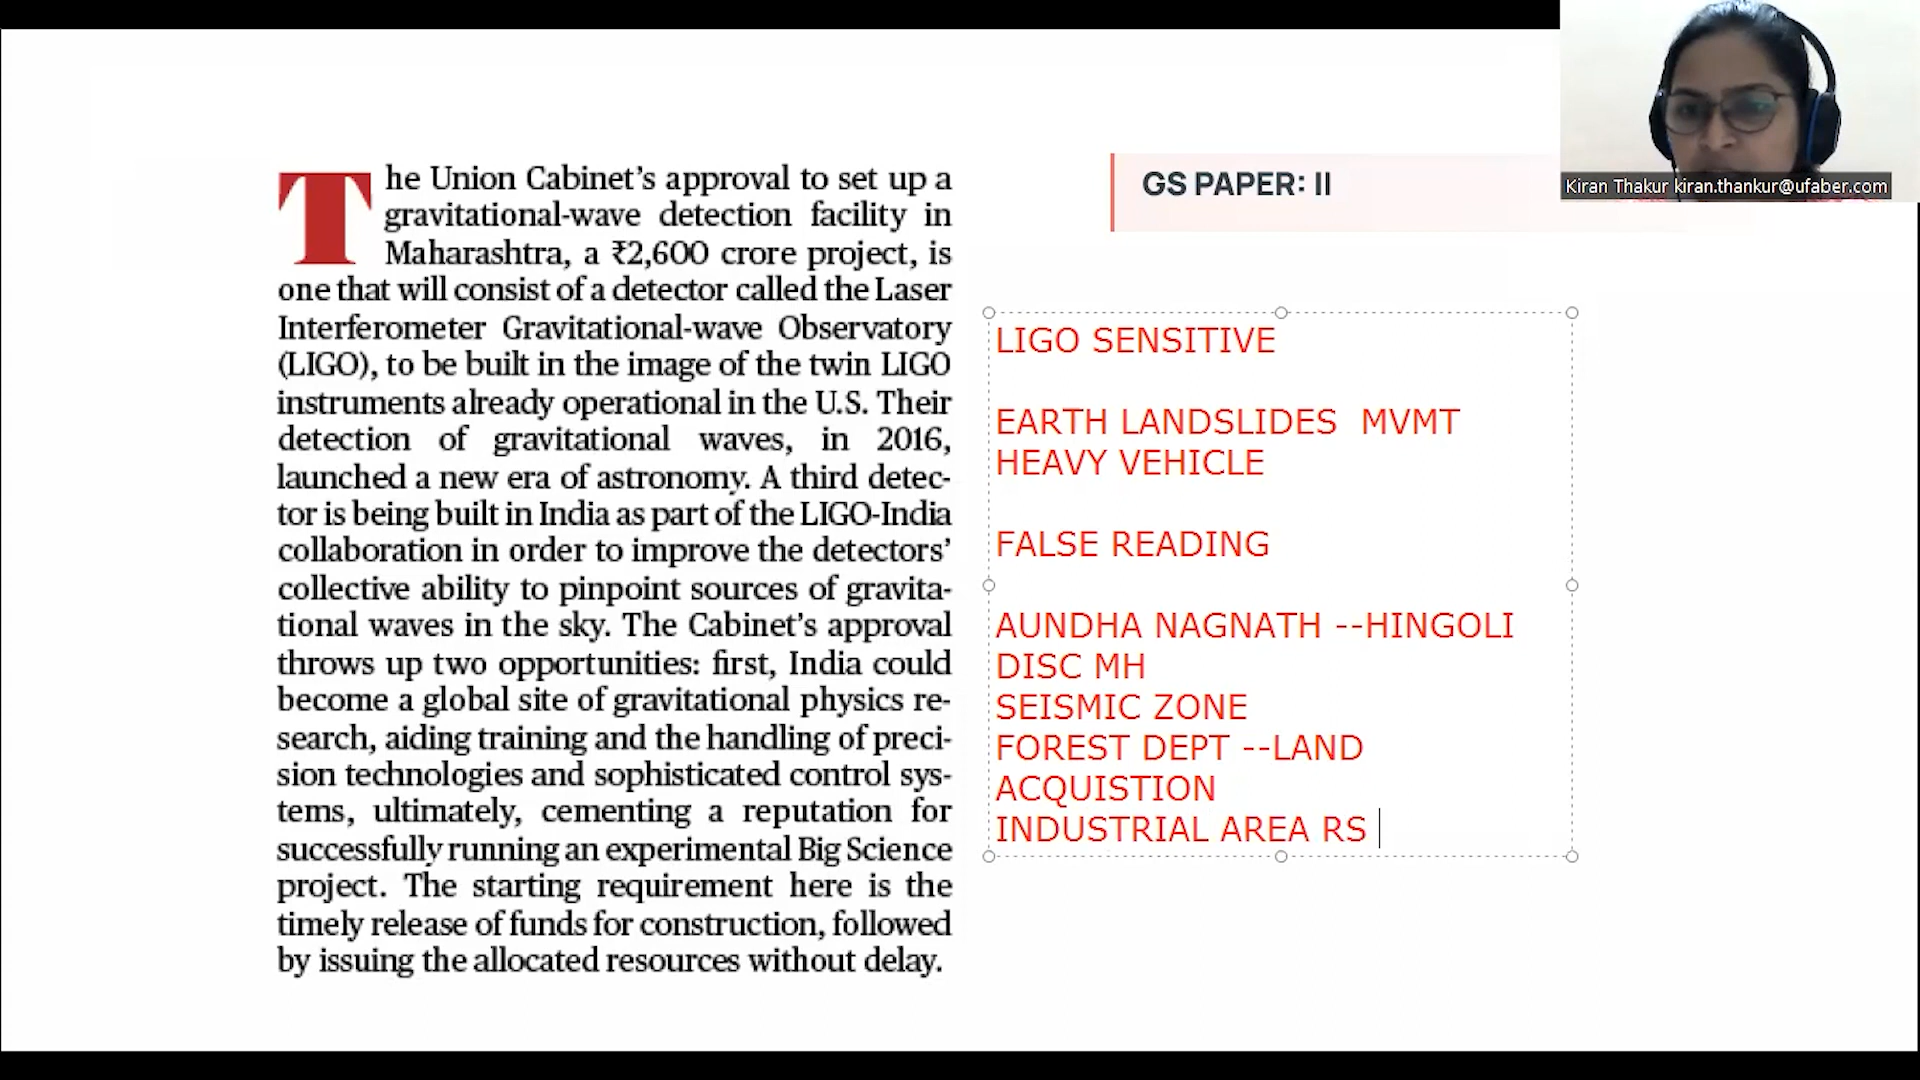 The Union Cabinet’s approval to set up a
gravitational-wave detection facility in
Maharashtra, a ₹2,600 crore project, is
one that will consist of a detector called the Laser
Interferometer Gravitational-wave Observatory
(LIGO), to be built in the image of the twin LIGO
instruments already operational in the U.S. Their
detection of gravitational waves, in 2016,
launched a new era of astronomy. A third detec-
tor is being built in India as part of the LIGO-India
collaboration in order to improve the detectors’
collective ability to pinpoint sources of gravita-
tional waves in the sky. The Cabinet’s approval
throws up two opportunities: first, India could
become a global site of gravitational physics re-
search, aiding training and the handling of preci-
sion technologies and sophisticated control sys-
tems, ultimately, cementing a reputation for
successfully running an experimental Big Science
project. The starting requirement here is the
timely release of funds for construction, followed
by issuing the allocated resources without delay.
GS PAPER: II
Kiran Thakur kiran.thankur@ufaber.com
LIGO SENSITIVE
EARTH LANDSLIDES MVMT
HEAVY VEHICLE
FALSE READING
AUNDHA NAGNATH --HINGOLI
DISC MH
SEISMIC ZONE
FOREST DEPT --LAND
ACQUISTION
INDUSTRIAL AREA RS